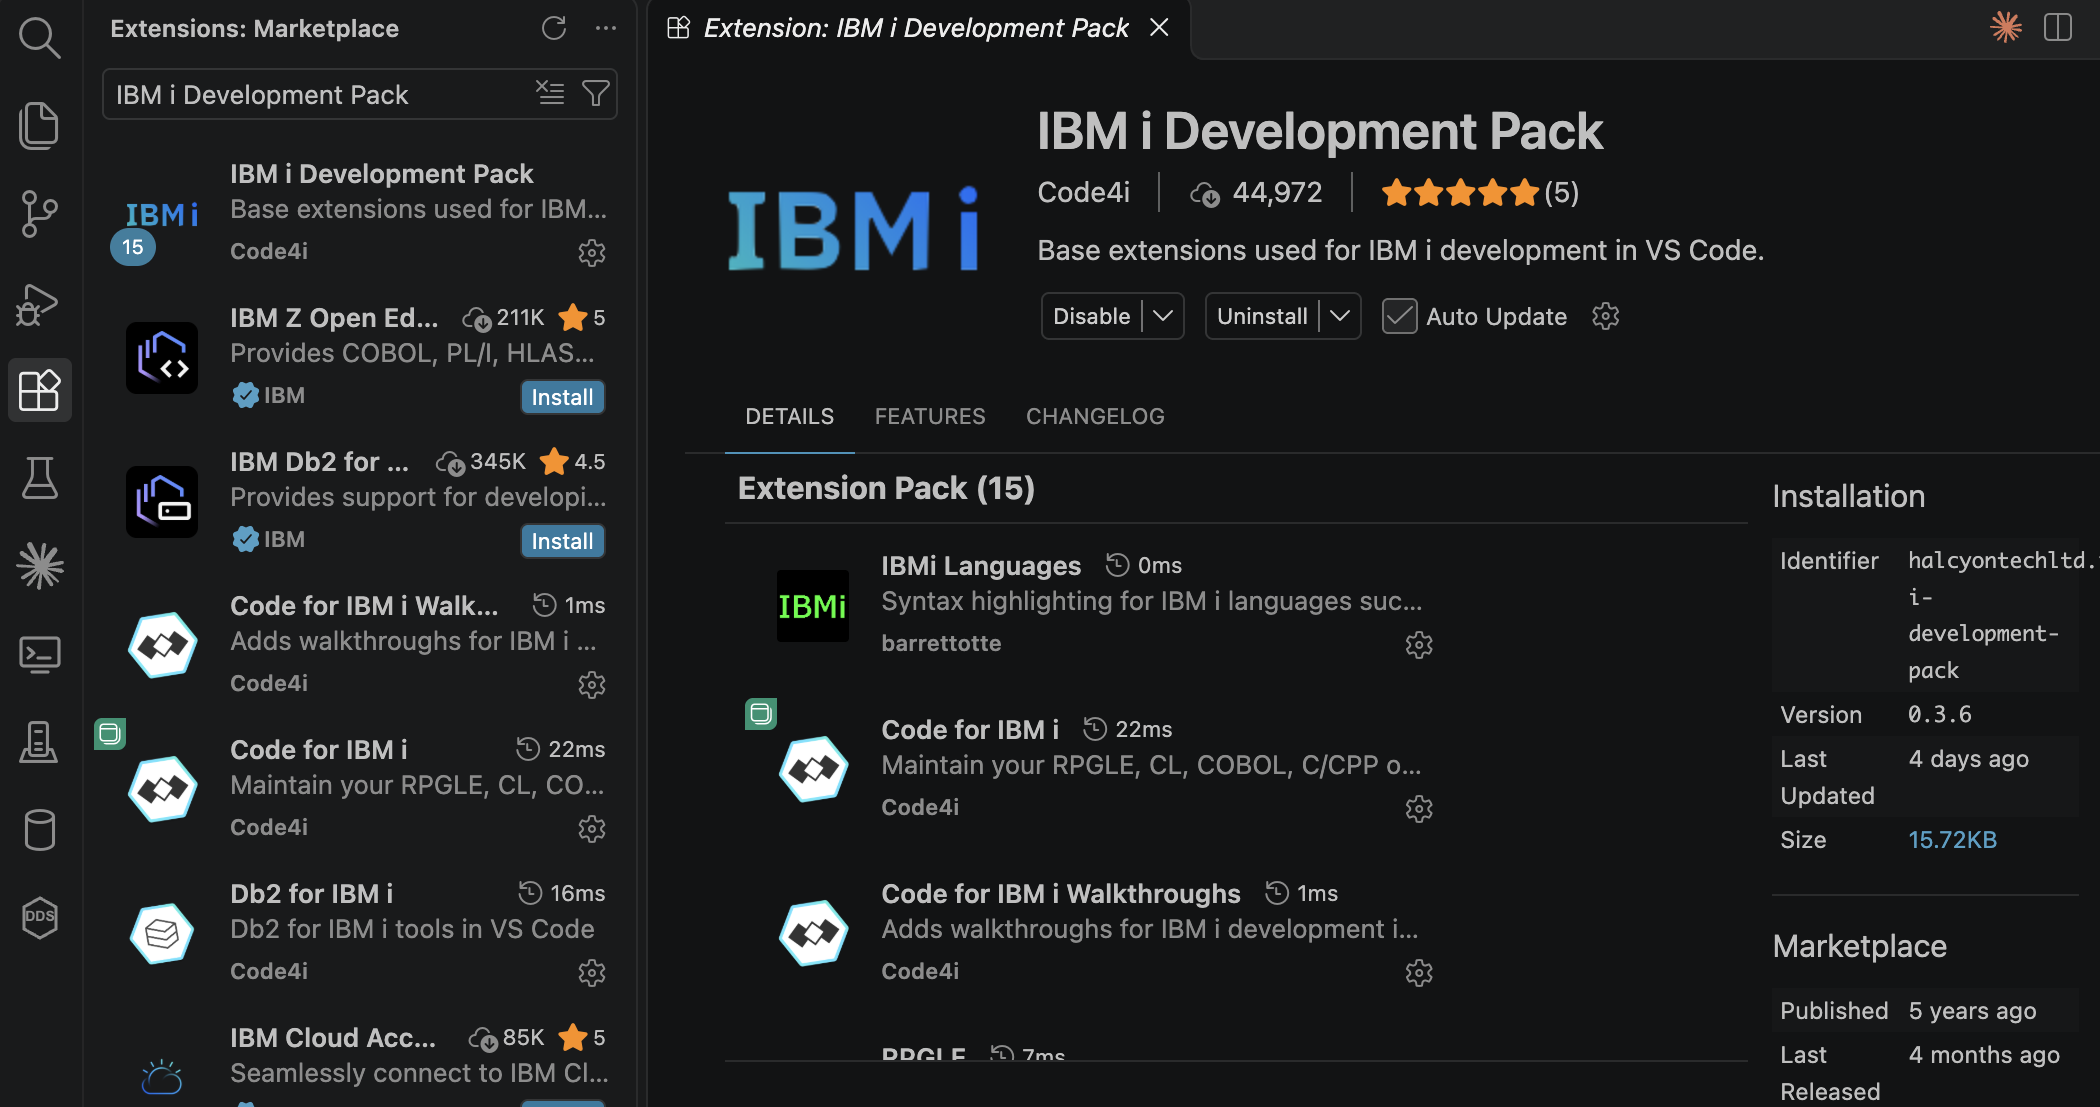 Extensions: Marketplace
IBM i Development Pack
IBM i
15
IBM i Development Pack
Base extensions used for IBM...
Code4i
IBM Z Open Ed... 211K 5
Provides COBOL, PL/I, HLAS...
IBM Install
IBM Db2 for ... 345K 4.5
Provides support for developi...
IBM Install
Code for IBM i Walk... 1ms
Adds walkthroughs for IBM i ...
Code4i
Code for IBM i 22ms
Maintain your RPGLE, CL, CO...
Code4i
Db2 for IBM i 16ms
Db2 for IBM i tools in VS Code
Code4i
IBM Cloud Acc... 85K 5
Seamlessly connect to IBM Cl...
DDS
Extension: IBM i Development Pack
IBM i
IBM i Development Pack
Code4i 44,972 (5)
Base extensions used for IBM i development in VS Code.
Disable Uninstall Auto Update
DETAILS FEATURES CHANGELOG
Extension Pack (15)
IBMi
IBMi Languages 0ms
Syntax highlighting for IBM i languages suc...
barrettotte
Code for IBM i 22ms
Maintain your RPGLE, CL, COBOL, C/CPP o...
Code4i
Code for IBM i Walkthroughs 1ms
Adds walkthroughs for IBM i development i...
Code4i
RPGLE 7ms
Installation
Identifier halcyontechltd.
i-
development-
pack
Version 0.3.6
Last 4 days ago
Updated
Size 15.72KB
Marketplace
Published 5 years ago
Last 4 months ago
Released